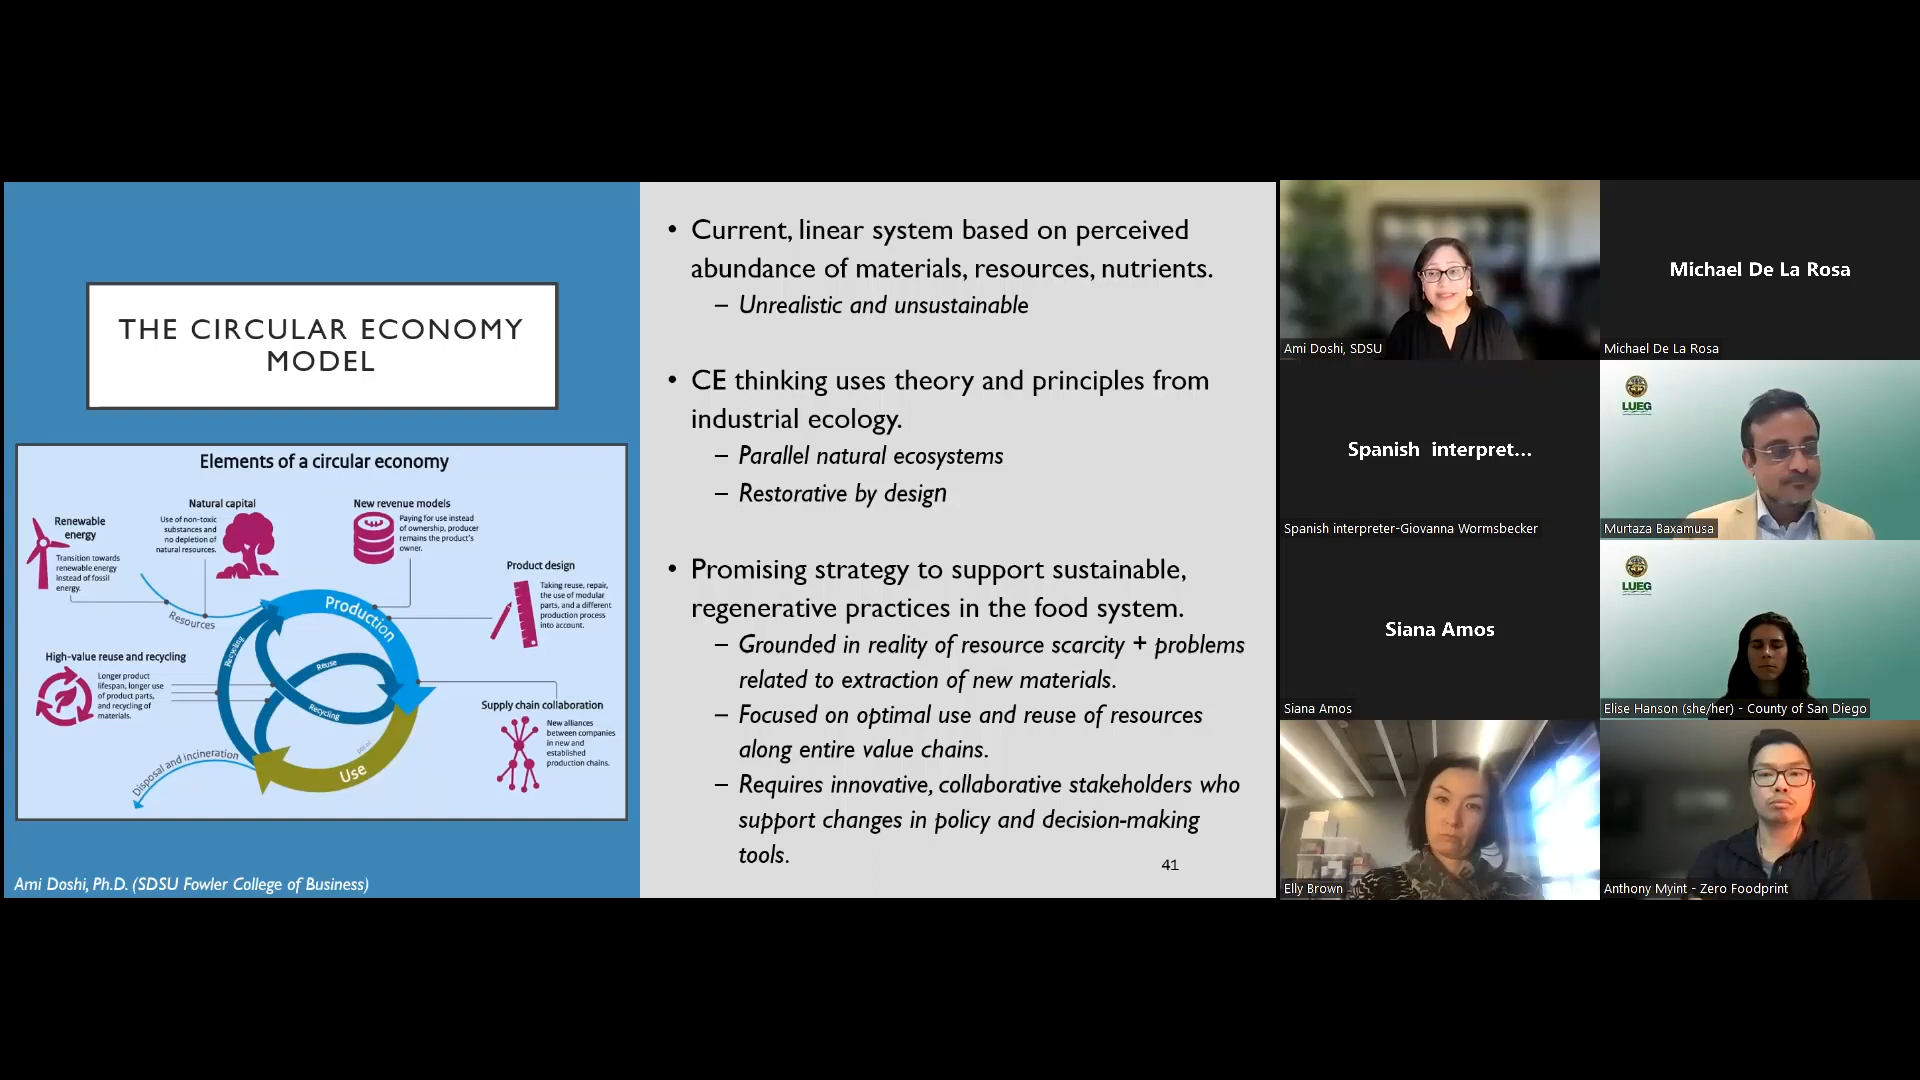 THE CIRCULAR ECONOMY
MODEL
Elements of a circular economy
Renewable
energy
Transition towards
renewable energy
instead of fossil
energy.
Natural capital
Use of non-toxic
substances and
no depletion of
natural resources.
New revenue models
Paying for use instead
of ownership, producer
remains the product's
owner.
Product design
Taking reuse, repair,
the use of modular
parts, and a different
production process
into account.
Resources
Production
Recycling
Reuse
Recycling
High-value reuse and recycling
Longer product
lifespan, longer use
of product parts,
and recycling of
materials.
Supply chain collaboration
New alliances
between companies
in new and
established
production chains.
Disposal and incineration
Use
Ami Doshi, Ph.D. (SDSU Fowler College of Business)
• Current, linear system based on perceived
abundance of materials, resources, nutrients.
– Unrealistic and unsustainable
• CE thinking uses theory and principles from
industrial ecology.
– Parallel natural ecosystems
– Restorative by design
• Promising strategy to support sustainable,
regenerative practices in the food system.
– Grounded in reality of resource scarcity + problems
related to extraction of new materials.
– Focused on optimal use and reuse of resources
along entire value chains.
– Requires innovative, collaborative stakeholders who
support changes in policy and decision-making
tools.
41
Ami Doshi, SDSU
Michael De La Rosa
Michael De La Rosa
Spanish interpret...
Spanish interpreter-Giovanna Wormsbecker
LUEG
Murtaza Baxamusa
Siana Amos
Siana Amos
LUEG
Elise Hanson (she/her) - County of San Diego
Elly Brown
Anthony Myint - Zero Foodprint